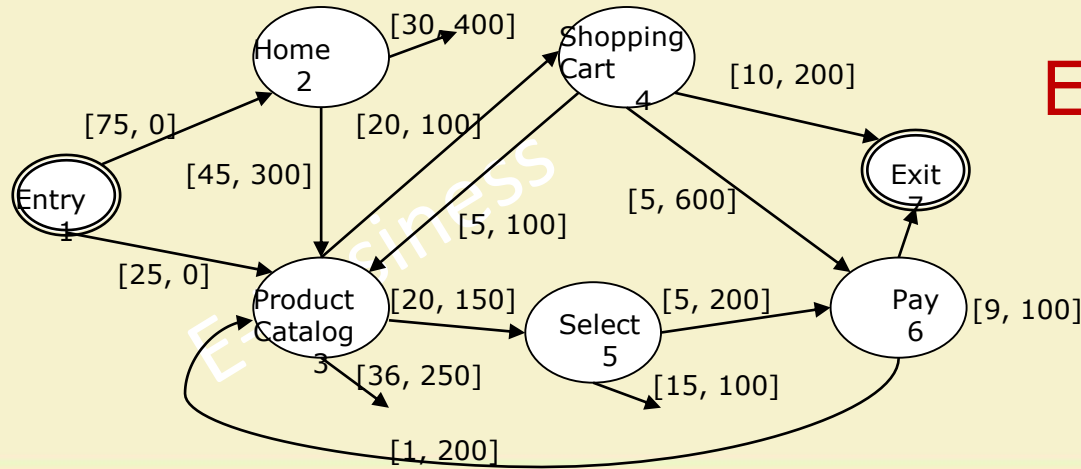 [30, 400]
Home
2
Shopping
Cart
4
[10, 200]
E
[75, 0]
[20, 100]
[45, 300]
Entry
1
Exit
7
[5, 600]
[5, 100]
[25, 0]
Product
Catalog
3
[20, 150]
Select
5
[5, 200]
Pay
6
[9, 100]
[36, 250]
[15, 100]
[1, 200]